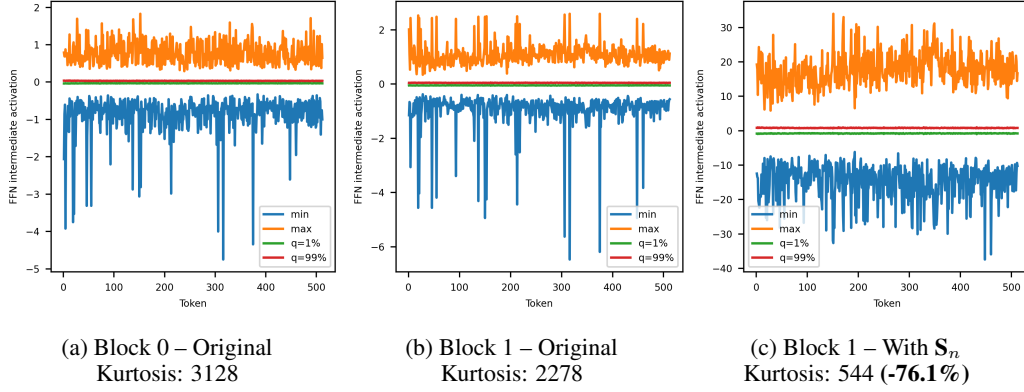 2
1
0
−1
−2
−3
−4
−5
FFN intermediate activation
0
100
200
300
400
500
Token
min
max
q=1%
q=99%
2
0
−2
−4
−6
FFN intermediate activation
0
100
200
300
400
500
Token
min
max
q=1%
q=99%
30
20
10
0
−10
−20
−30
−40
FFN intermediate activation
0
100
200
300
400
500
Token
min
max
q=1%
q=99%
(a) Block 0 – Original
Kurtosis: 3128
(b) Block 1 – Original
Kurtosis: 2278
(c) Block 1 – With Sn
Kurtosis: 544 (-76.1%)